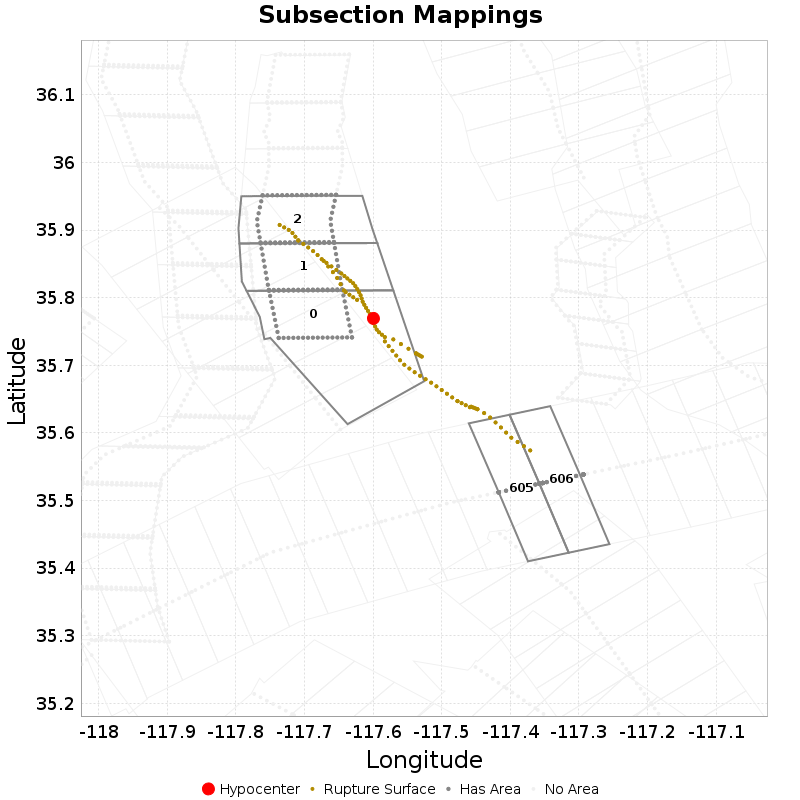 Subsection Mappings
Latitude
36.1
36
35.9
35.8
35.7
35.6
35.5
35.4
35.3
35.2
2
1
0
605 606
-118 -117.9 -117.8 -117.7 -117.6 -117.5 -117.4 -117.3 -117.2 -117.1
Longitude
Hypocenter Rupture Surface Has Area No Area